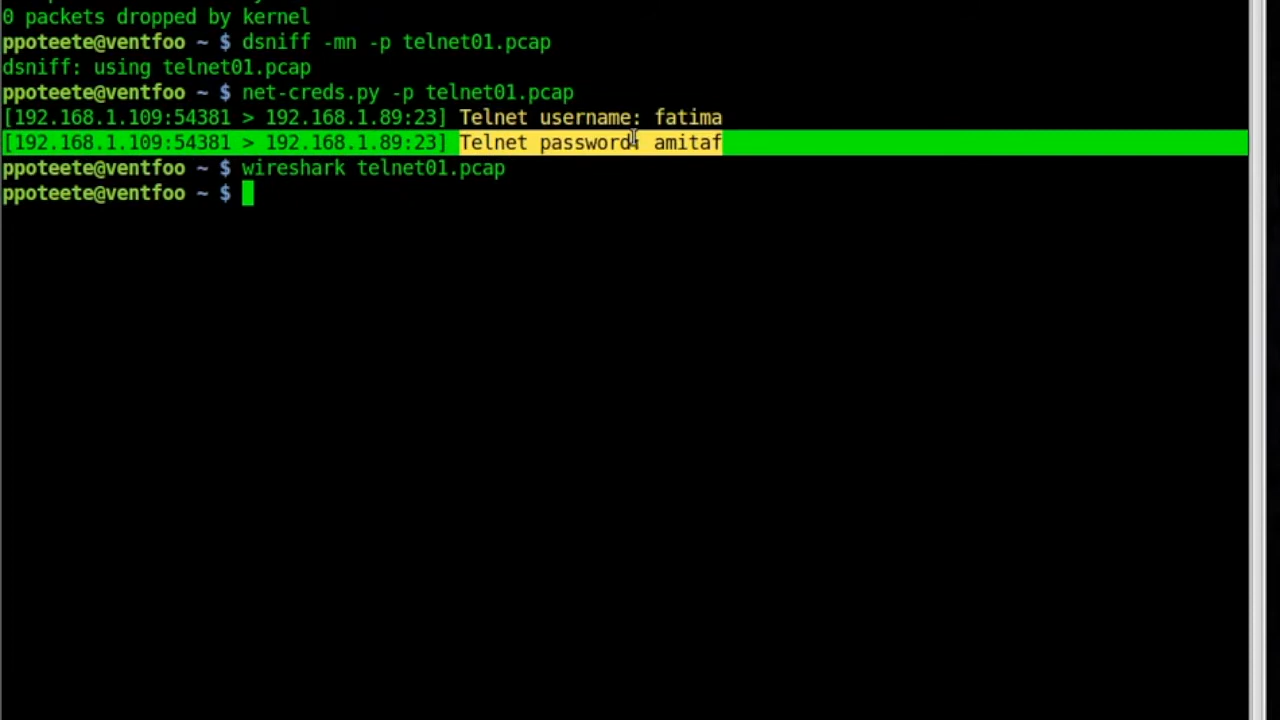 0 packets dropped by kernel
ppoteete@ventfoo ~ $ dsniff -mn -p telnet01.pcap
dsniff: using telnet01.pcap
ppoteete@ventfoo ~ $ net-creds.py -p telnet01.pcap
[192.168.1.109:54381 > 192.168.1.89:23] Telnet username: fatima
[192.168.1.109:54381 > 192.168.1.89:23] Telnet password: amitaf
ppoteete@ventfoo ~ $ wireshark telnet01.pcap
ppoteete@ventfoo ~ $